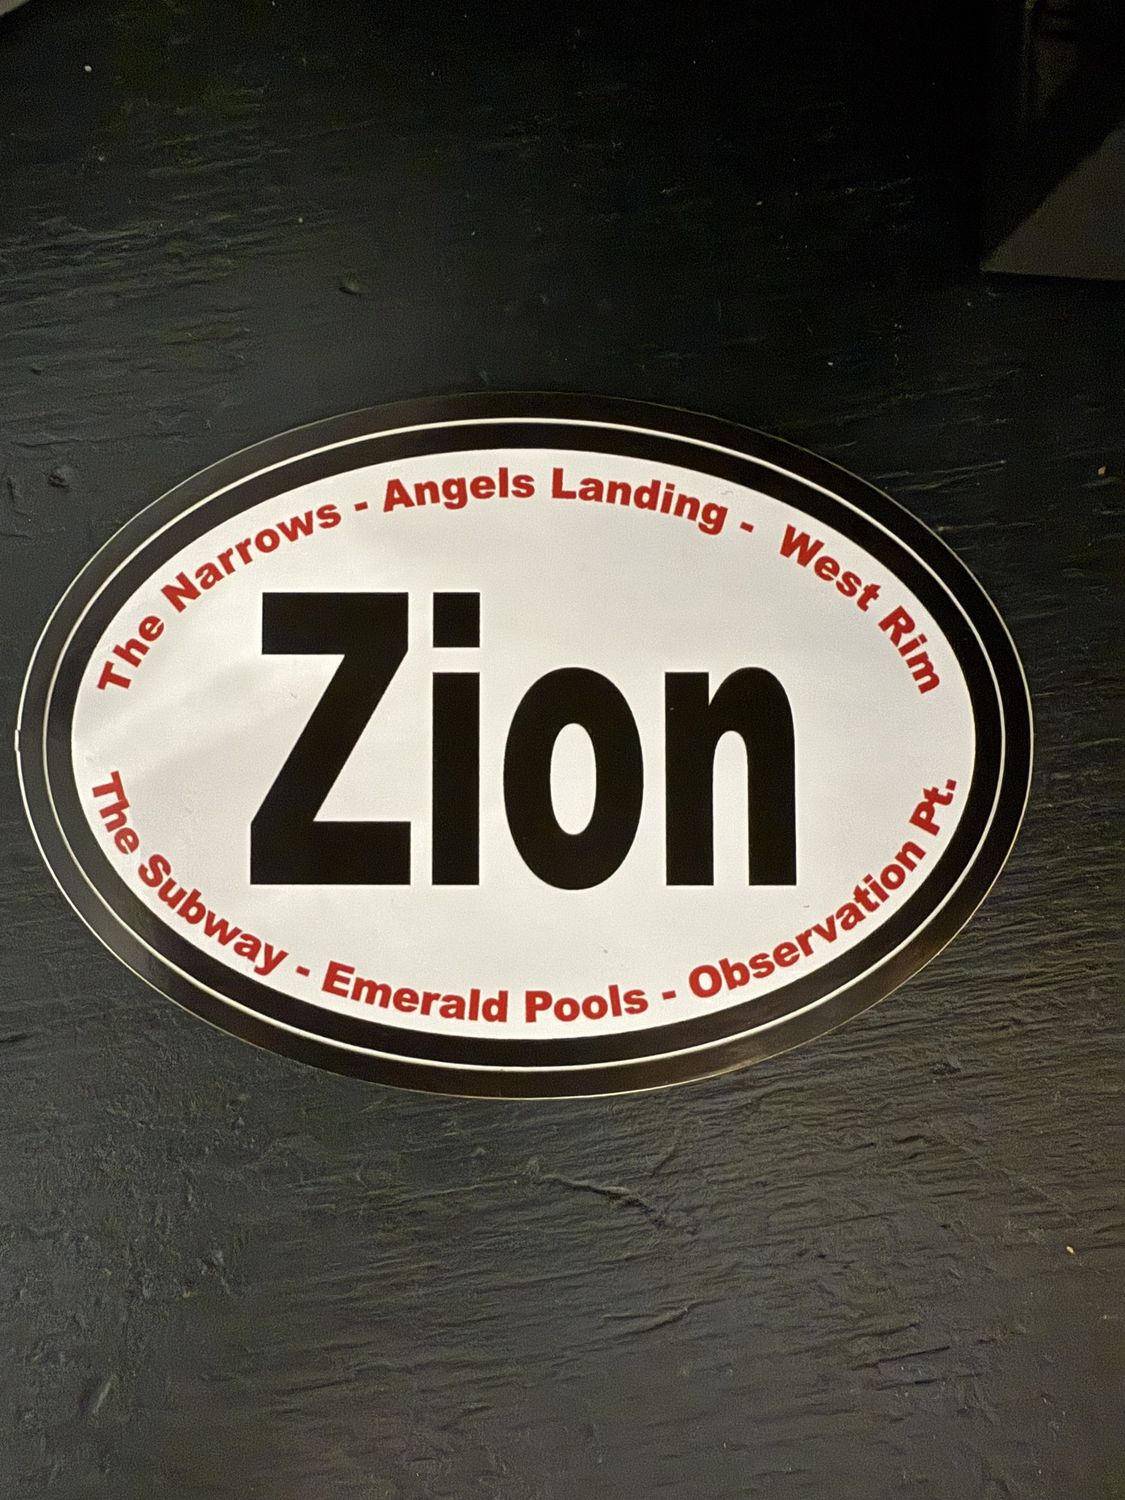 The Narrows - Angels Landing - West Rim
Zion
The Subway - Emerald Pools - Observation Pt.